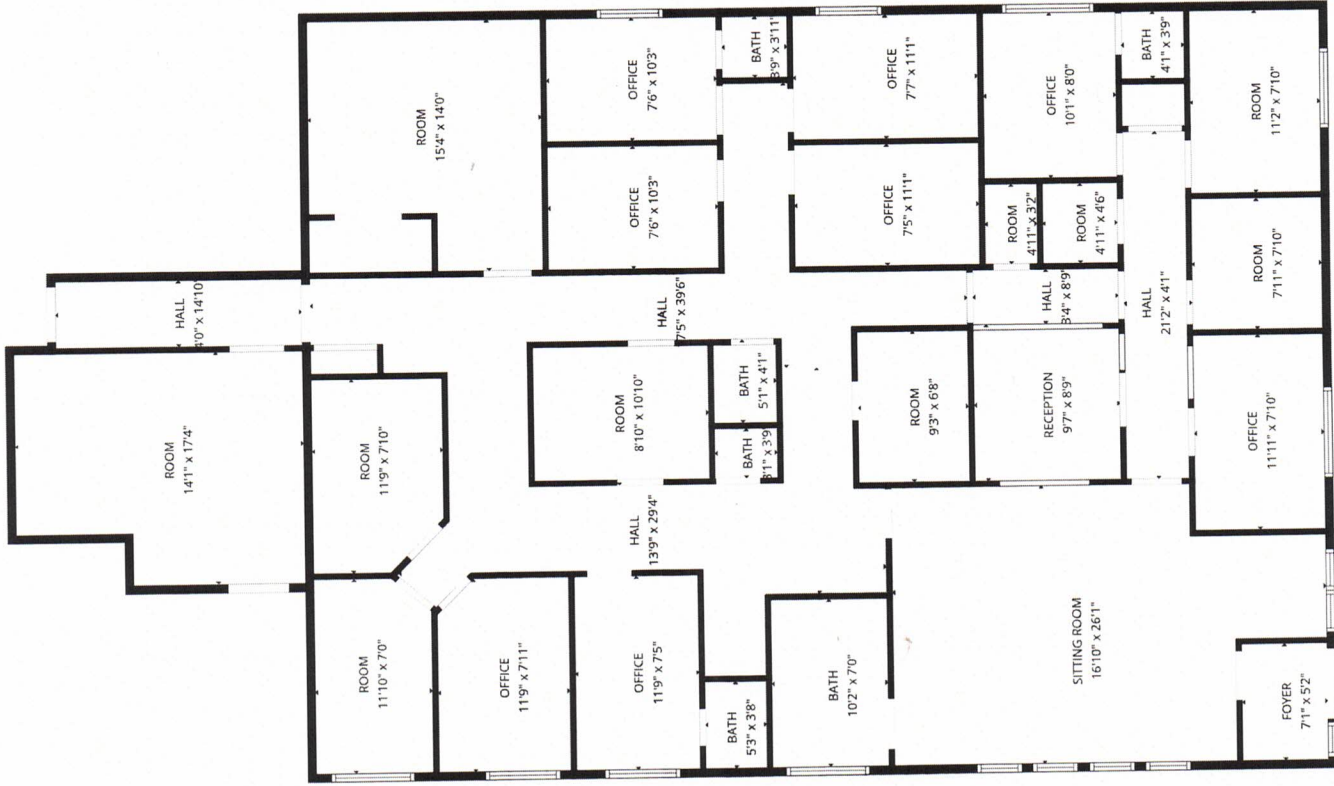 ROOM
14'1" x 17'4"
HALL
4'0" x 14'10"
ROOM
11'10" x 7'0"
ROOM
11'9" x 7'10"
ROOM
15'4" x 14'0"
OFFICE
11'9" x 7'11"
OFFICE
11'9" x 7'5"
HALL
13'9" x 29'4"
ROOM
8'10" x 10'10"
HALL
7'5" x 39'6"
OFFICE
7'6" x 10'3"
OFFICE
7'6" x 10'3"
BATH
5'3" x 3'8"
BATH
3'1" x 3'9"
BATH
5'1" x 4'1"
BATH
3'9" x 3'11"
BATH
10'2" x 7'0"
ROOM
9'3" x 6'8"
OFFICE
7'5" x 11'1"
OFFICE
7'7" x 11'1"
SITTING ROOM
16'10" x 26'1"
RECEPTION
9'7" x 8'9"
HALL
3'4" x 8'9"
ROOM
4'11" x 3'2"
ROOM
4'11" x 4'6"
OFFICE
10'1" x 8'0"
HALL
21'2" x 4'1"
BATH
4'1" x 3'9"
FOYER
7'1" x 5'2"
OFFICE
11'11" x 7'10"
ROOM
7'11" x 7'10"
ROOM
11'2" x 7'10"